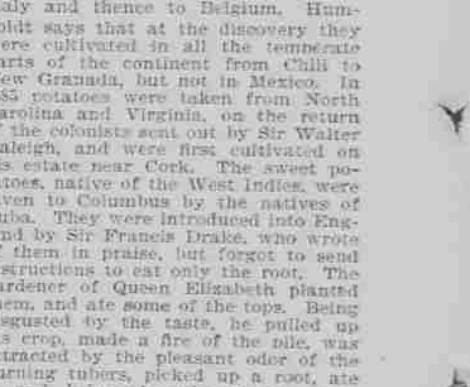 aly and thence to Belgium. Hum-
oldt says that at the discovery they
ere cultivated in all the temperate
arts of the continent from Chili to
ew Granada, but not in Mexico. In
85 potatoes were taken from North
arolina and Virginia, on the return
f the colonists sent out by Sir Walter
aleigh, and were first cultivated on
is estate near Cork. The sweet po-
atoes, native of the West Indies, were
iven to Columbus by the natives of
uba. They were introduced into Eng-
and by Sir Francis Drake, who wrote
f them in praise, but forgot to send
structions to eat only the root. The
ardener of Queen Elizabeth planted
hem, and ate some of the tops. Being
isgusted by the taste, he pulled up
is crop, made a fire of the pile, was
ttracted by the pleasant odor of the
urning tubers, picked up a root, ate